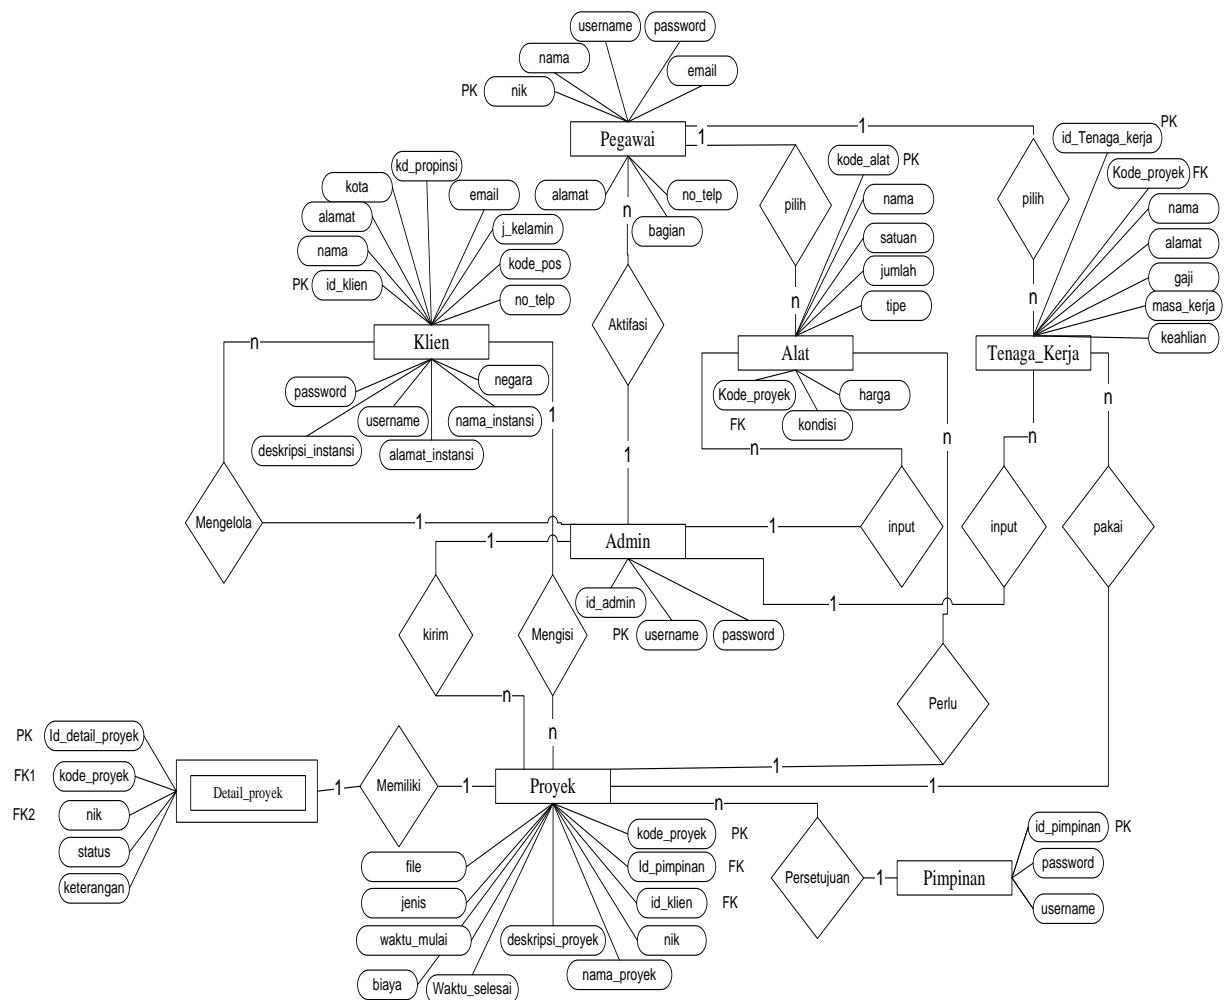 username
password
nama
email
PK
nik
Pegawai
1
1
alamat
no_telp
bagian
n
kode_alat
PK
nama
satuan
jumlah
tipe
pilih
n
id_Tenaga_kerja
PK
Kode_proyek
FK
nama
alamat
gaji
masa_kerja
keahlian
pilih
n
kd_propinsi
kota
email
alamat
j_kelamin
nama
kode_pos
PK
id_klien
no_telp
n
Klien
Aktifasi
Alat
Tenaga_Kerja
password
negara
username
nama_instansi
deskripsi_instansi
alamat_instansi
1
1
Kode_proyek
harga
FK
kondisi
n
n
n
n
Mengelola
1
Admin
1
input
input
pakai
1
id_admin
PK
username
password
1
kirim
Mengisi
n
n
Perlu
PK
Id_detail_proyek
FK1
kode_proyek
FK2
nik
status
keterangan
Detail_proyek
1
Memiliki
1
Proyek
1
1
n
file
jenis
waktu_mulai
biaya
Waktu_selesai
deskripsi_proyek
nama_proyek
kode_proyek
PK
Id_pimpinan
FK
id_klien
FK
nik
Persetujuan
1
Pimpinan
id_pimpinan
PK
password
username